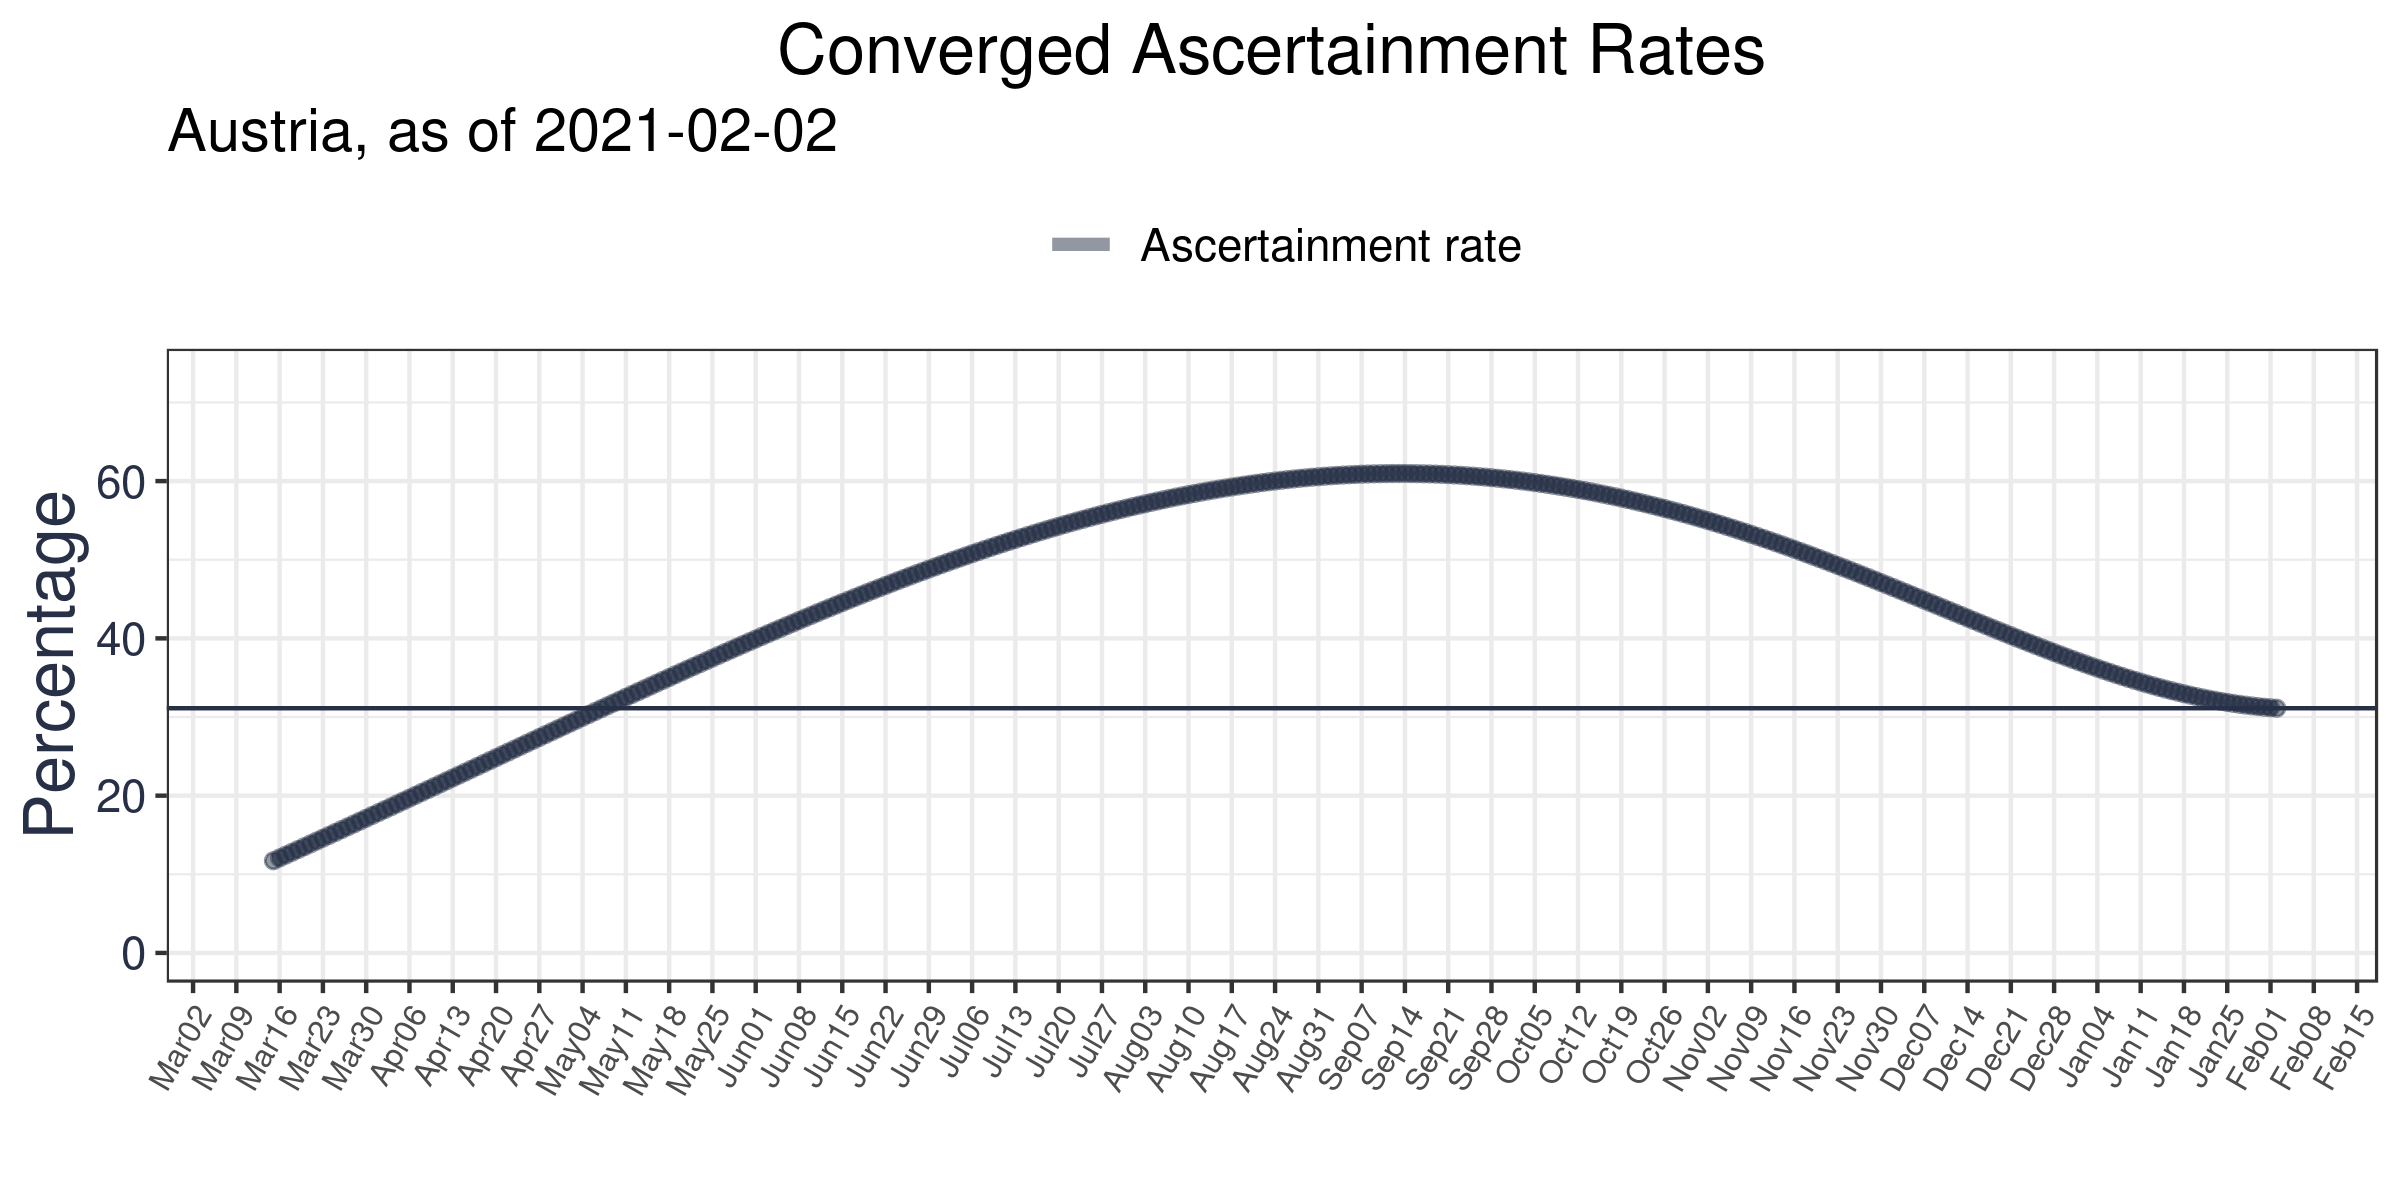 Converged Ascertainment Rates
Austria, as of 2021-02-02
Ascertainment rate
Percentage
60
40
20
0
Mar02 Mar09 Mar16 Mar23 Mar30 Apr06 Apr13 Apr20 Apr27 May04 May11 May18 May25 Jun01 Jun08 Jun15 Jun22 Jun29 Jul06 Jul13 Jul20 Jul27 Aug03 Aug10 Aug17 Aug24 Aug31 Sep07 Sep14 Sep21 Sep28 Oct05 Oct12 Oct19 Oct26 Nov02 Nov09 Nov16 Nov23 Nov30 Dec07 Dec14 Dec21 Dec28 Jan04 Jan11 Jan18 Jan25 Feb01 Feb08 Feb15